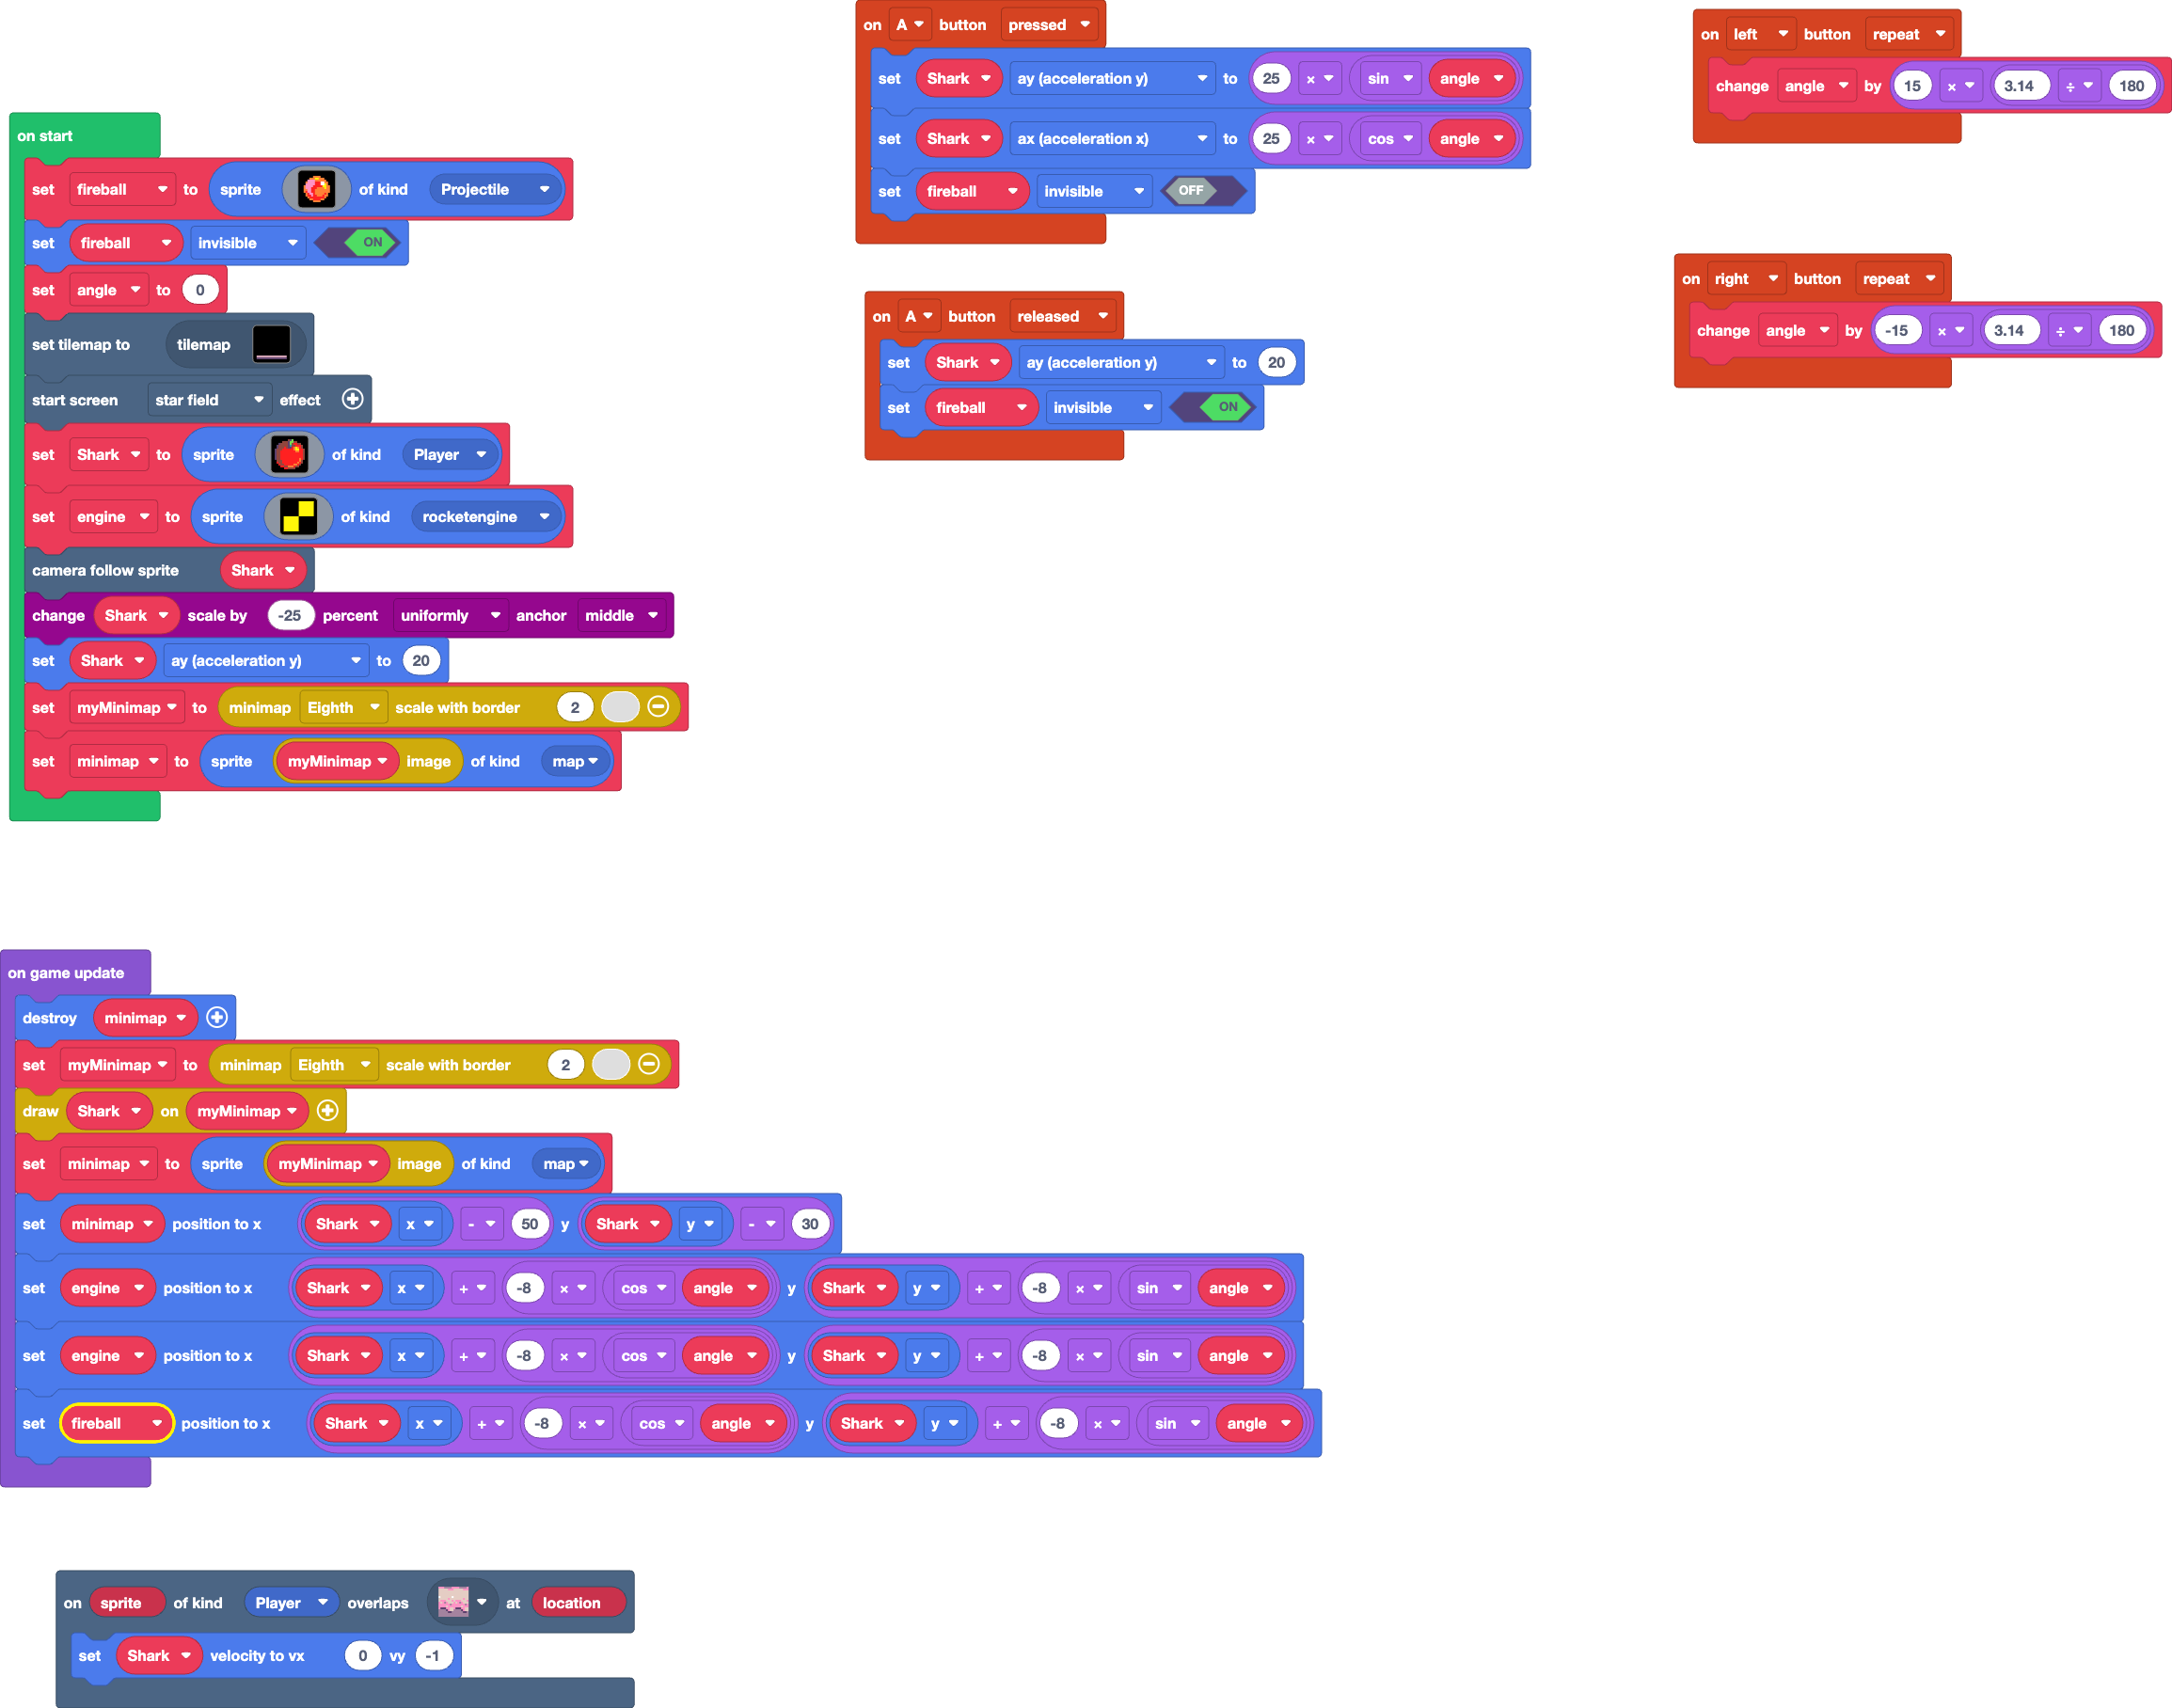 on start
set fireball to sprite of kind Projectile
set fireball invisible ON
set angle to 0
set tilemap to tilemap
start screen star field effect
set Shark to sprite of kind Player
set engine to sprite of kind rocketengine
camera follow sprite Shark
change Shark scale by -25 percent uniformly anchor middle
set Shark ay (acceleration y) to 20
set myMinimap to minimap Eighth scale with border 2
set minimap to sprite myMinimap image of kind map
on A button pressed
set Shark ay (acceleration y) to 25 × sin angle
set Shark ax (acceleration x) to 25 × cos angle
set fireball invisible OFF
on A button released
set Shark ay (acceleration y) to 20
set fireball invisible ON
on left button repeat
change angle by 15 × 3.14 ÷ 180
on right button repeat
change angle by -15 × 3.14 ÷ 180
on game update
destroy minimap
set myMinimap to minimap Eighth scale with border 2
draw Shark on myMinimap
set minimap to sprite myMinimap image of kind map
set minimap position to x Shark x - 50 y Shark y - 30
set engine position to x Shark x + -8 × cos angle y Shark y + -8 × sin angle
set engine position to x Shark x + -8 × cos angle y Shark y + -8 × sin angle
set fireball position to x Shark x + -8 × cos angle y Shark y + -8 × sin angle
on sprite of kind Player overlaps at location
set Shark velocity to vx 0 vy -1